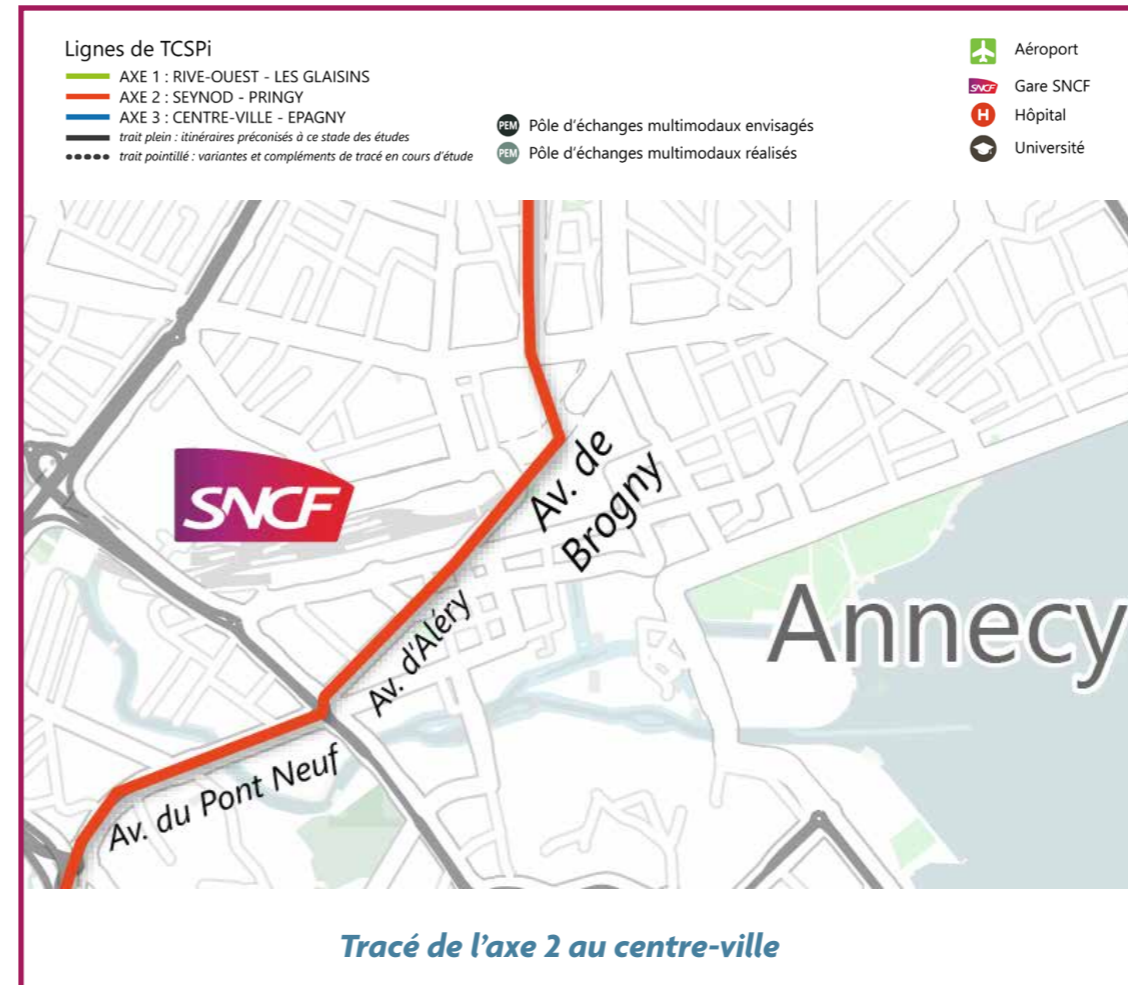 Lignes de TCSPi
AXE 1 : RIVE-OUEST - LES GLAISINS
AXE 2 : SEYNOD - PRINGY
AXE 3 : CENTRE-VILLE - EPAGNY
trait plein : itinéraires préconisés à ce stade des études
trait pointillé : variantes et compléments de tracé en cours d'étude
PEM Pôle d'échanges multimodaux envisagés
PEM Pôle d'échanges multimodaux réalisés
Aéroport
SNCF Gare SNCF
H Hôpital
Université
SNCF
Av. de
Brogny
Annecy
Av. d'Aléry
Av. du Pont Neuf
Tracé de l'axe 2 au centre-ville